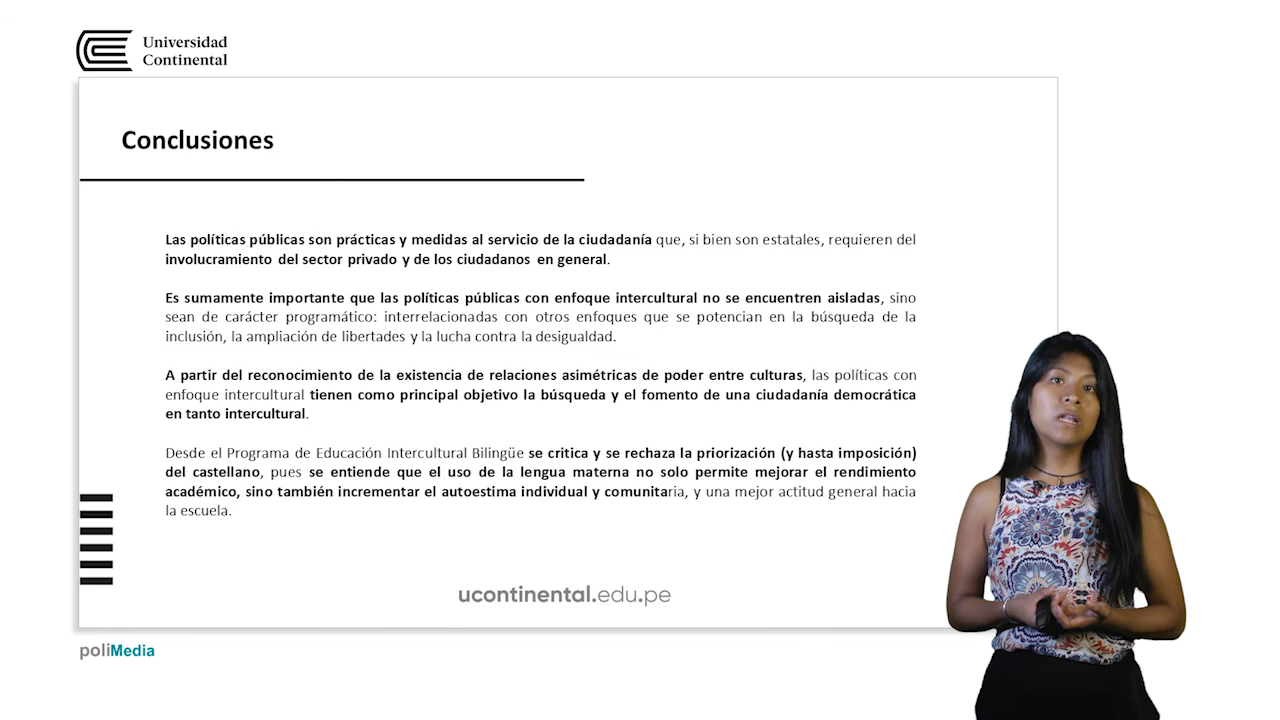 Universidad
Continental
Conclusiones
Las políticas públicas son prácticas y medidas al servicio de la ciudadanía que, si bien son estatales, requieren del
involucramiento del sector privado y de los ciudadanos en general.
Es sumamente importante que las políticas públicas con enfoque intercultural no se encuentren aisladas, sino
sean de carácter programático: interrelacionadas con otros enfoques que se potencian en la búsqueda de la
inclusión, la ampliación de libertades y la lucha contra la desigualdad.
A partir del reconocimiento de la existencia de relaciones asimétricas de poder entre culturas, las políticas con
enfoque intercultural tienen como principal objetivo la búsqueda y el fomento de una ciudadanía democrática
en tanto intercultural.
Desde el Programa de Educación Intercultural Bilingüe se critica y se rechaza la priorización (y hasta imposición)
del castellano, pues se entiende que el uso de la lengua materna no solo permite mejorar el rendimiento
académico, sino también incrementar el autoestima individual y comunitaria, y una mejor actitud general hacia
la escuela.
ucontinental.edu.pe
poliMedia